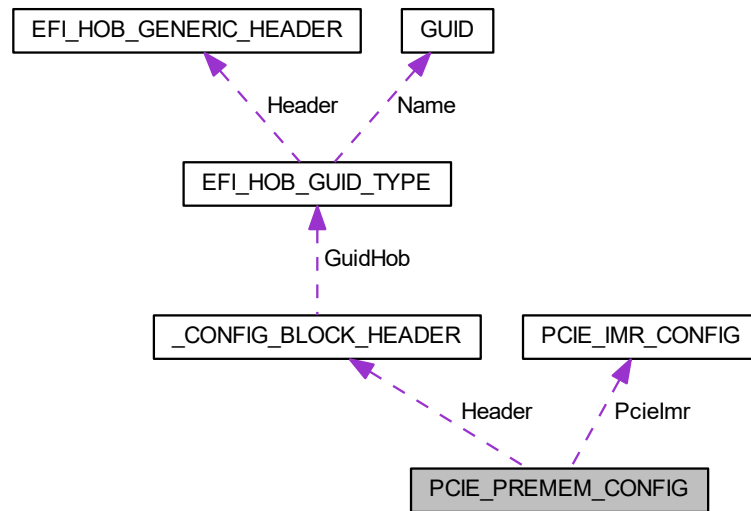 EFI_HOB_GENERIC_HEADER
GUID
Header
Name
EFI_HOB_GUID_TYPE
GuidHob
_CONFIG_BLOCK_HEADER
PCIE_IMR_CONFIG
Header
PcieImr
PCIE_PREMEM_CONFIG